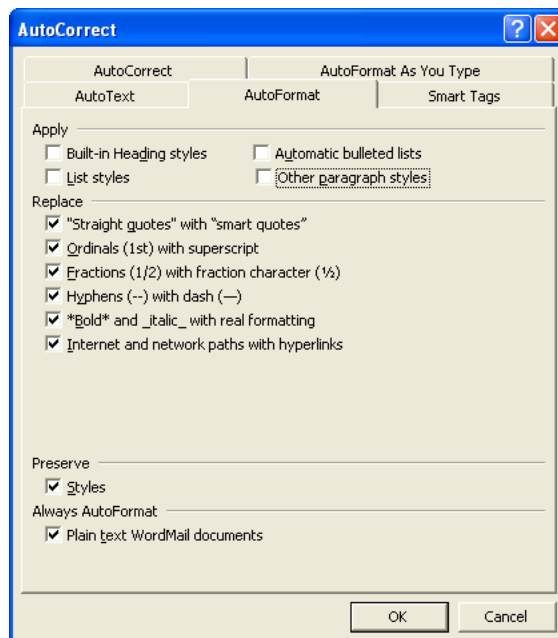 AutoCorrect
AutoCorrect AutoFormat As You Type
AutoText AutoFormat Smart Tags
Apply
Built-in Heading styles Automatic bulleted lists
List styles Other paragraph styles
Replace
"Straight quotes" with “smart quotes”
Ordinals (1st) with superscript
Fractions (1/2) with fraction character (½)
Hyphens (--) with dash (—)
*Bold* and _italic_ with real formatting
Internet and network paths with hyperlinks
Preserve
Styles
Always AutoFormat
Plain text WordMail documents
OK Cancel